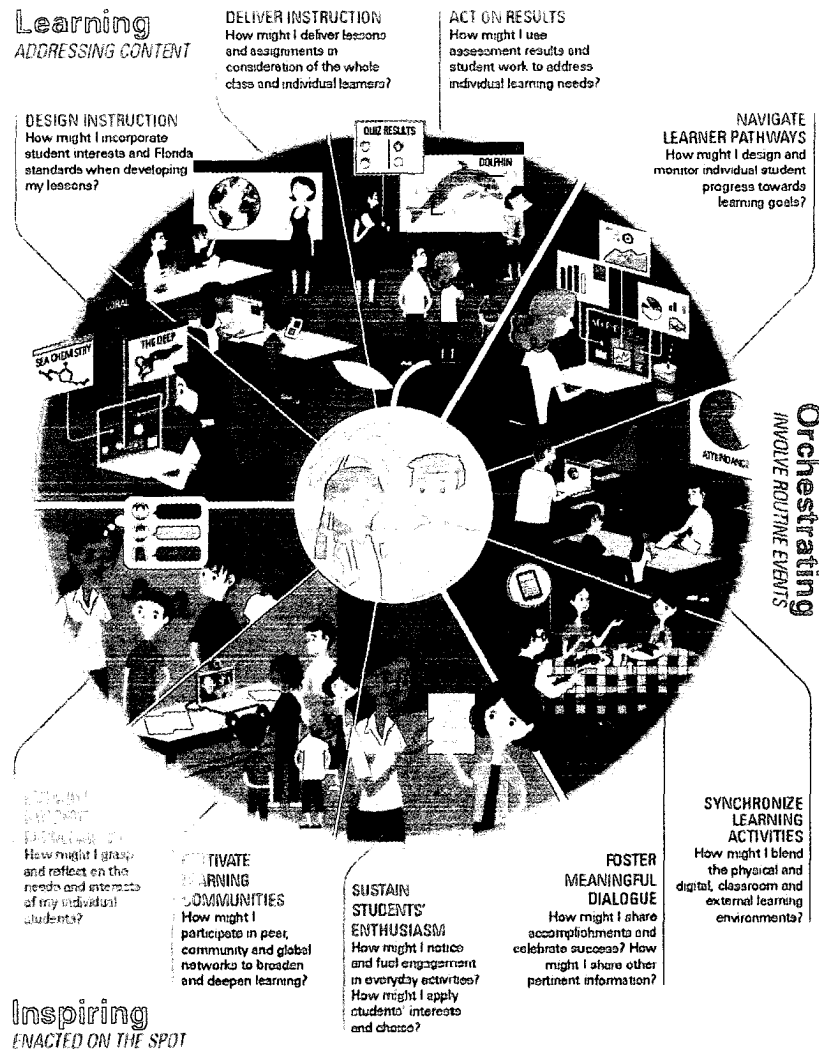 Learning
ADDRESSING CONTENT
DELIVER INSTRUCTION
How might I deliver lessons
and assignments in
consideration of the whole
class and individual learners?
ACT ON RESULTS
How might I use
assessment results and
student work to address
individual learning needs?
DESIGN INSTRUCTION
How might I incorporate
student interests and Florida
standards when developing
my lessons?
NAVIGATE
LEARNER PATHWAYS
How might I design and
monitor individual student
progress towards
learning goals?
QUIZ RESULTS
DOLPHIN
CORAL
SEA CHEMISTRY
THE DEEP
ATTENDANCE
Orchestrating
INVOLVE ROUTINE EVENTS
How might I grasp
and reflect on the
needs and interests
of my individual
students?
LEARNING
COMMUNITIES
How might I
participate in peer,
community and global
networks to broaden
and deepen learning?
SUSTAIN
STUDENTS'
ENTHUSIASM
How might I notice
and fuel engagement
in everyday activities?
How might I apply
students' interests
and choice?
FOSTER
MEANINGFUL
DIALOGUE
How might I share
accomplishments and
celebrate success? How
might I share other
pertinent information?
SYNCHRONIZE
LEARNING
ACTIVITIES
How might I blend
the physical and
digital, classroom and
external learning
environments?
Inspiring
ENACTED ON THE SPOT